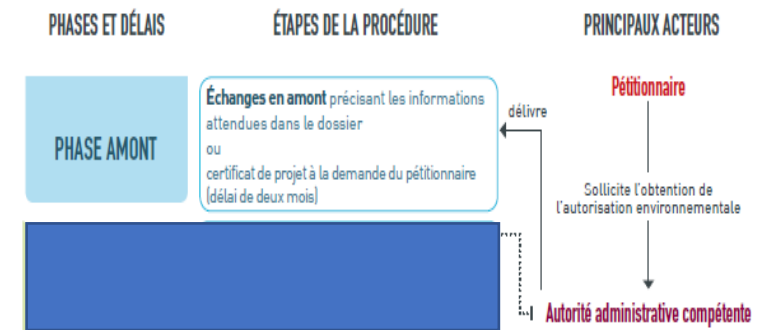 PHASES ET DÉLAIS
ÉTAPES DE LA PROCÉDURE
PRINCIPAUX ACTEURS
PHASE AMONT
Échanges en amont précisant les informations
attendues dans le dossier
ou
certificat de projet à la demande du pétitionnaire
(délai de deux mois)
délivre
Pétitionnaire
Sollicite l'obtention de
l'autorisation environnementale
Autorité administrative compétente